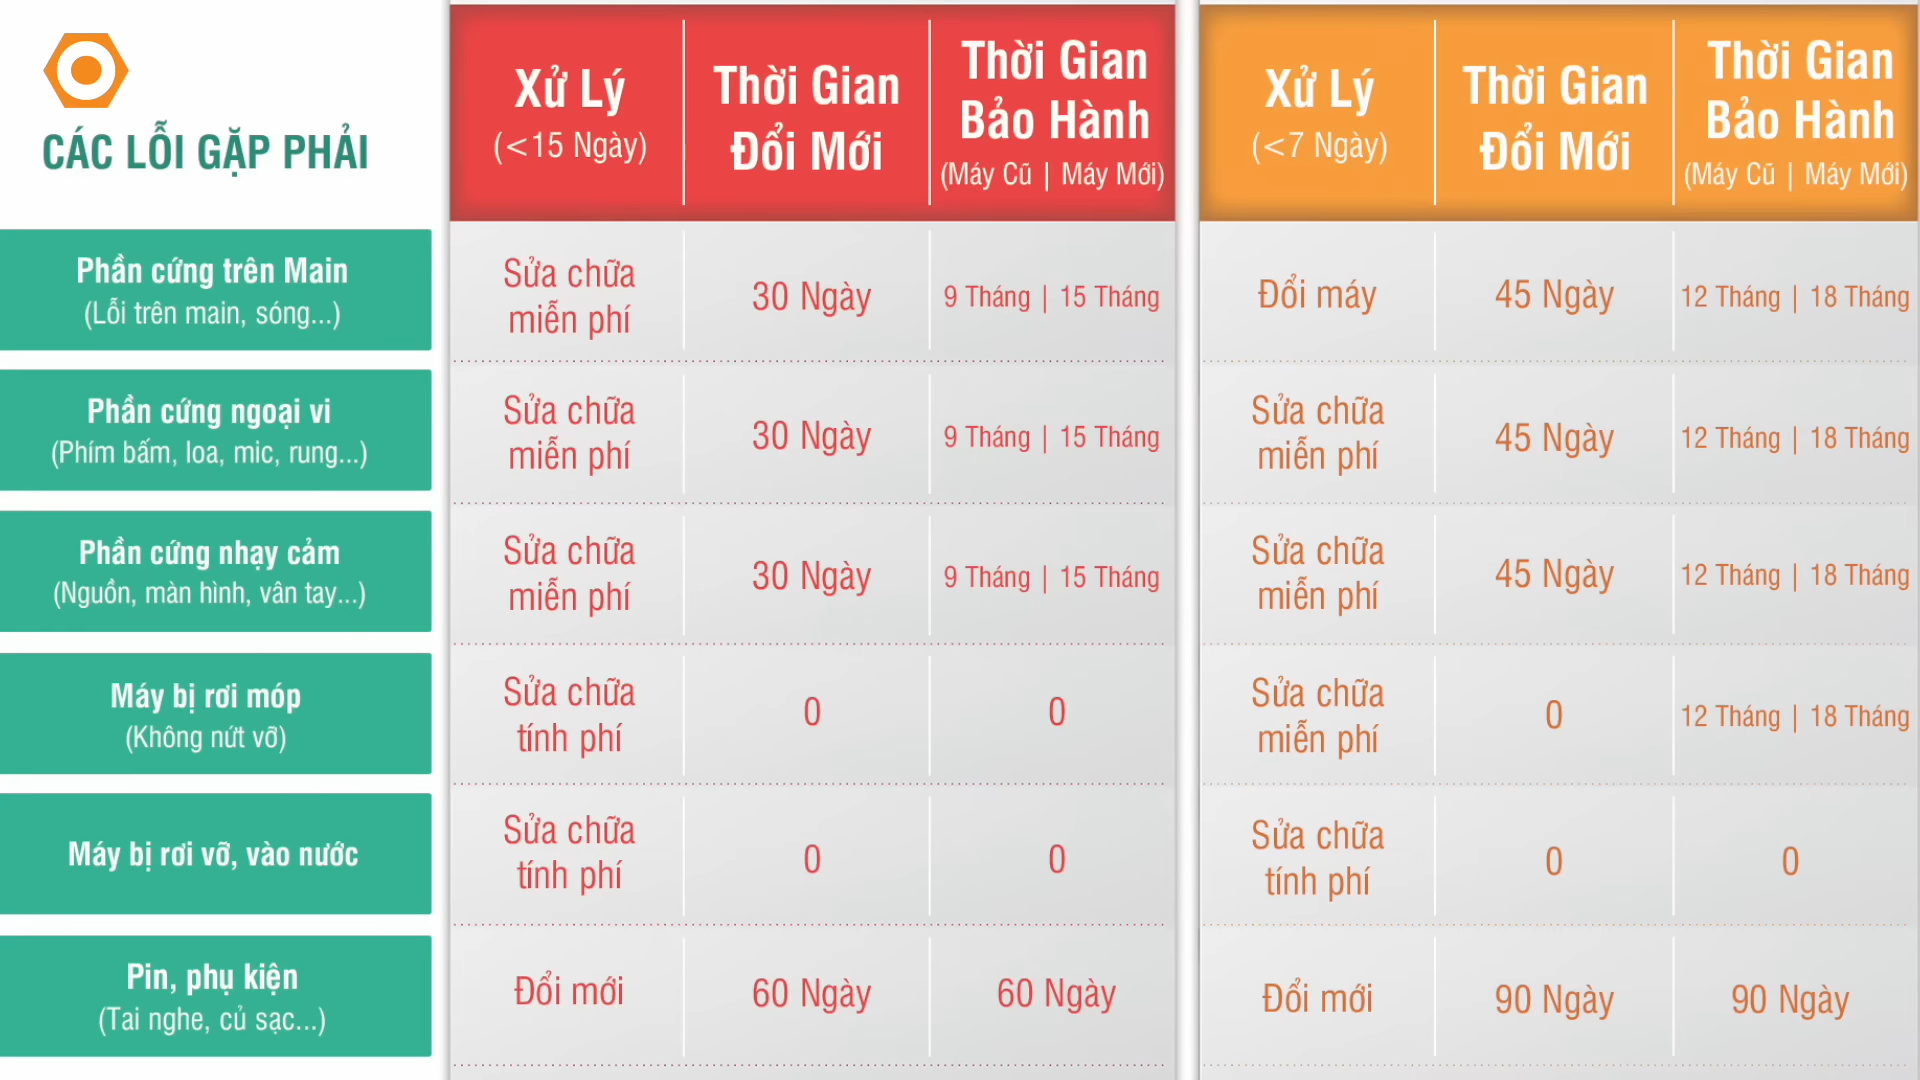 CÁC LỖI GẶP PHẢI
Xử Lý
(<15 Ngày)
Thời Gian
Đổi Mới
Thời Gian
Bảo Hành
(Máy Cũ | Máy Mới)
Xử Lý
(<7 Ngày)
Thời Gian
Đổi Mới
Thời Gian
Bảo Hành
(Máy Cũ | Máy Mới)
Phần cứng trên Main
(Lỗi trên main, sóng...)
Sửa chữa
miễn phí
30 Ngày
9 Tháng | 15 Tháng
Đổi máy
45 Ngày
12 Tháng | 18 Tháng
Phần cứng ngoại vi
(Phím bấm, loa, mic, rung...)
Sửa chữa
miễn phí
30 Ngày
9 Tháng | 15 Tháng
Sửa chữa
miễn phí
45 Ngày
12 Tháng | 18 Tháng
Phần cứng nhạy cảm
(Nguồn, màn hình, vân tay...)
Sửa chữa
miễn phí
30 Ngày
9 Tháng | 15 Tháng
Sửa chữa
miễn phí
45 Ngày
12 Tháng | 18 Tháng
Máy bị rơi móp
(Không nứt vỡ)
Sửa chữa
tính phí
0
0
Sửa chữa
miễn phí
0
12 Tháng | 18 Tháng
Máy bị rơi vỡ, vào nước
Sửa chữa
tính phí
0
0
Sửa chữa
tính phí
0
0
Pin, phụ kiện
(Tai nghe, củ sạc...)
Đổi mới
60 Ngày
60 Ngày
Đổi mới
90 Ngày
90 Ngày